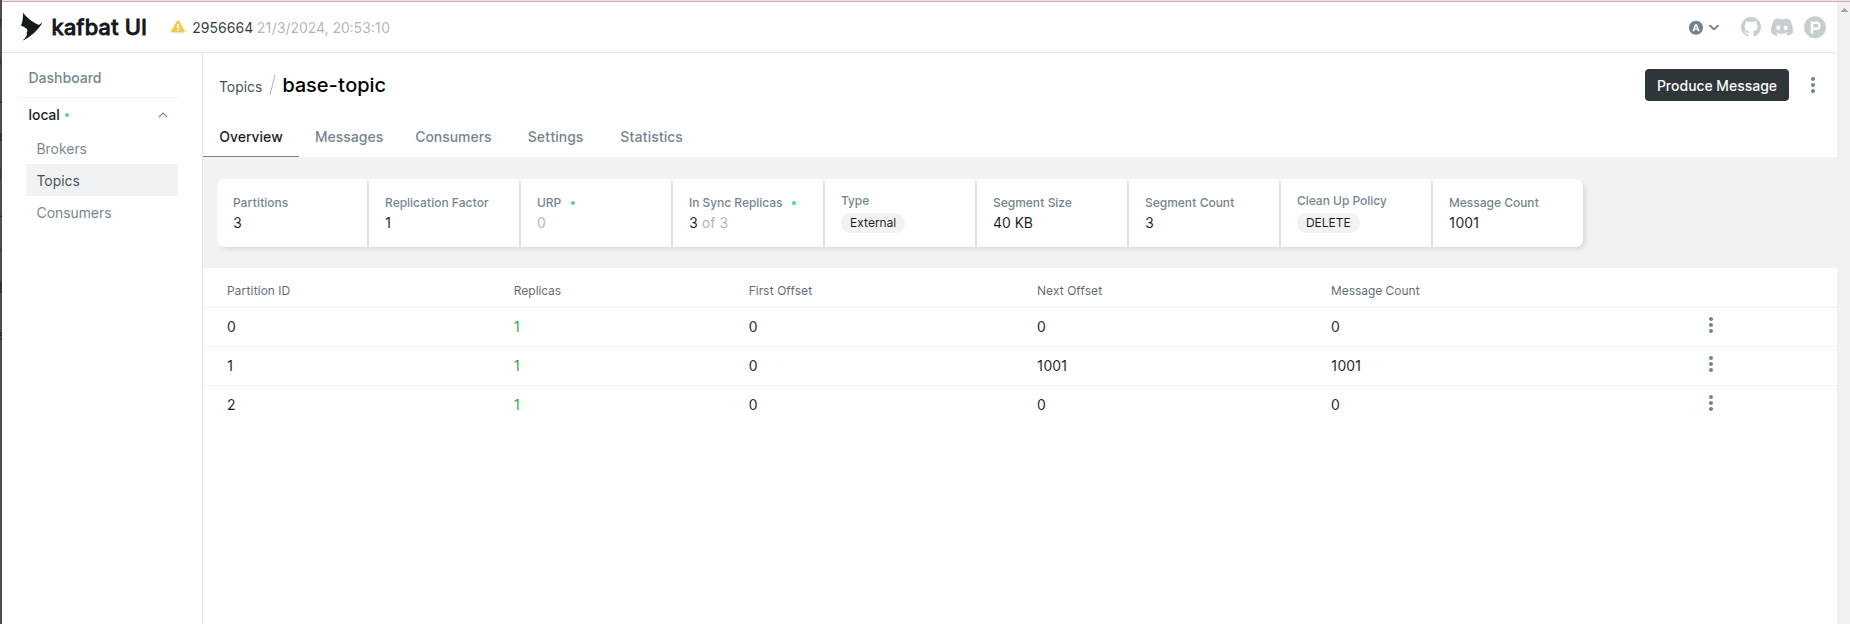 kafbat UI 2956664 21/3/2024, 20:53:10 A
Dashboard
local
Brokers
Topics
Consumers
Topics / base-topic
Produce Message
Overview Messages Consumers Settings Statistics
Partitions Replication Factor URP In Sync Replicas Type Segment Size Segment Count Clean Up Policy Message Count
3 1 0 3 of 3 External 40 KB 3 DELETE 1001
Partition ID Replicas First Offset Next Offset Message Count
0 1 0 0 0
1 1 0 1001 1001
2 1 0 0 0